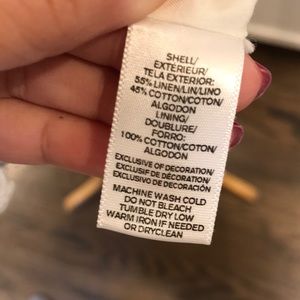 SHELL/
EXTERIEUR/
TELA EXTERIOR:
55% LINEN/LIN/LINO
45% COTTON/COTON/
ALGODON
LINING/
DOUBLURE/
FORRO:
100% COTTON/COTON/
ALGODON
EXCLUSIVE OF DECORATION/
EXCLUSIF DE DÉCORATION/
EXCLUSIVO DE DECORACIÓN
MACHINE WASH COLD
DO NOT BLEACH
TUMBLE DRY LOW
WARM IRON IF NEEDED
OR DRYCLEAN